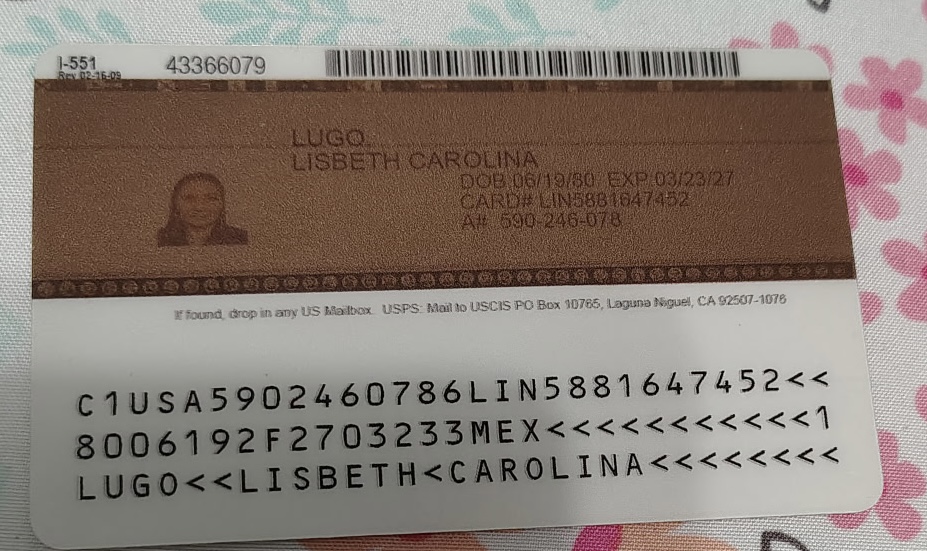 I-551 43366079
Rev 02-16-09
LUGO,
LISBETH CAROLINA
DOB 06/19/80 EXP 03/23/27
CARD# LIN5881647452
A# 590-246-078
If found, drop in any US Mailbox. USPS: Mail to USCIS PO Box 10765, Laguna Niguel, CA 92507-1076
C1USA5902460786LIN5881647452<<
8006192F2703233MEX<<<<<<<<<<<1
LUGO<<LISBETH<CAROLINA<<<<<<<<